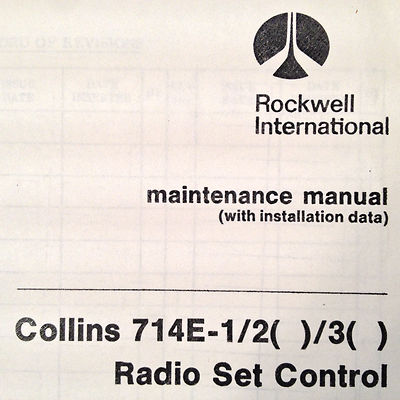 Rockwell
International
maintenance manual
(with installation data)
Collins 714E-1/2( )/3( )
Radio Set Control